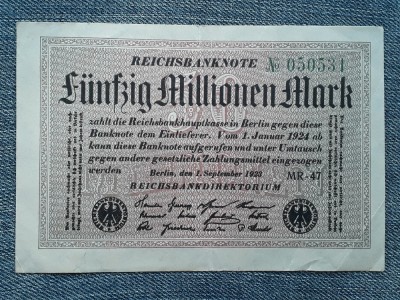 REICHSBANKNOTE
№ 050531
Fünfzig Millionen Mark
zahlt die Reichsbankhauptkasse in Berlin gegen diese
Banknote dem Einlieferer. Vom 1. Januar 1924 ab
kann diese Banknote aufgerufen und unter Umtausch
gegen andere gesetzliche Zahlungsmittel eingezogen
werden
Berlin, den 1. September 1923
MR-47
REICHSBANKDIREKTORIUM